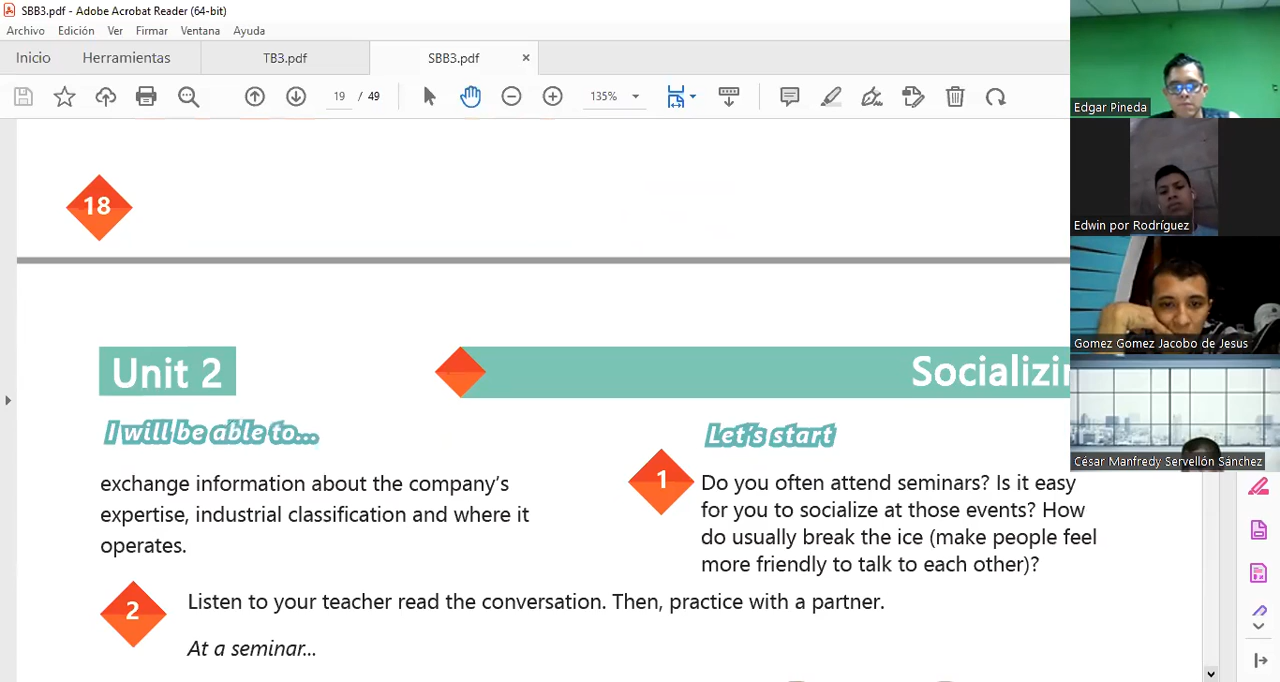 SBB3.pdf - Adobe Acrobat Reader (64-bit)
Archivo Edición Ver Firmar Ventana Ayuda
Inicio Herramientas TB3.pdf SBB3.pdf ×
19 / 49 135%
Edgar Pineda
Edwin por Rodríguez
Gomez Gomez Jacobo de Jesus
César Manfredy Servellón Sánchez
18
Unit 2
I will be able to...
exchange information about the company's
expertise, industrial classification and where it
operates.
Let's start
1
Do you often attend seminars? Is it easy
for you to socialize at those events? How
do usually break the ice (make people feel
more friendly to talk to each other)?
2
Listen to your teacher read the conversation. Then, practice with a partner.
At a seminar...